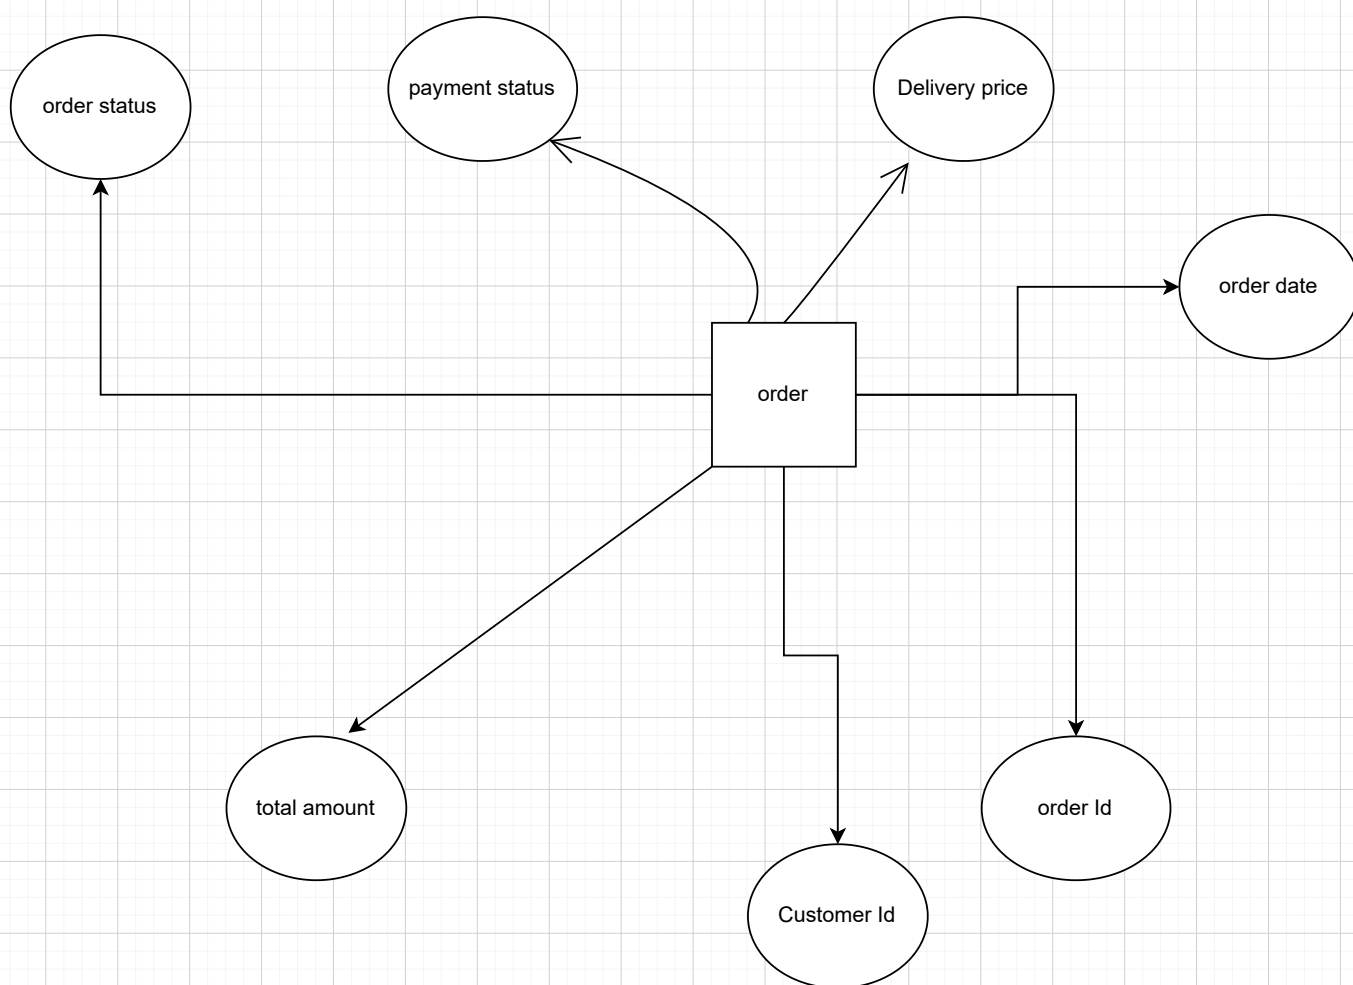 order status
payment status
Delivery price
order date
order
total amount
order Id
Customer Id